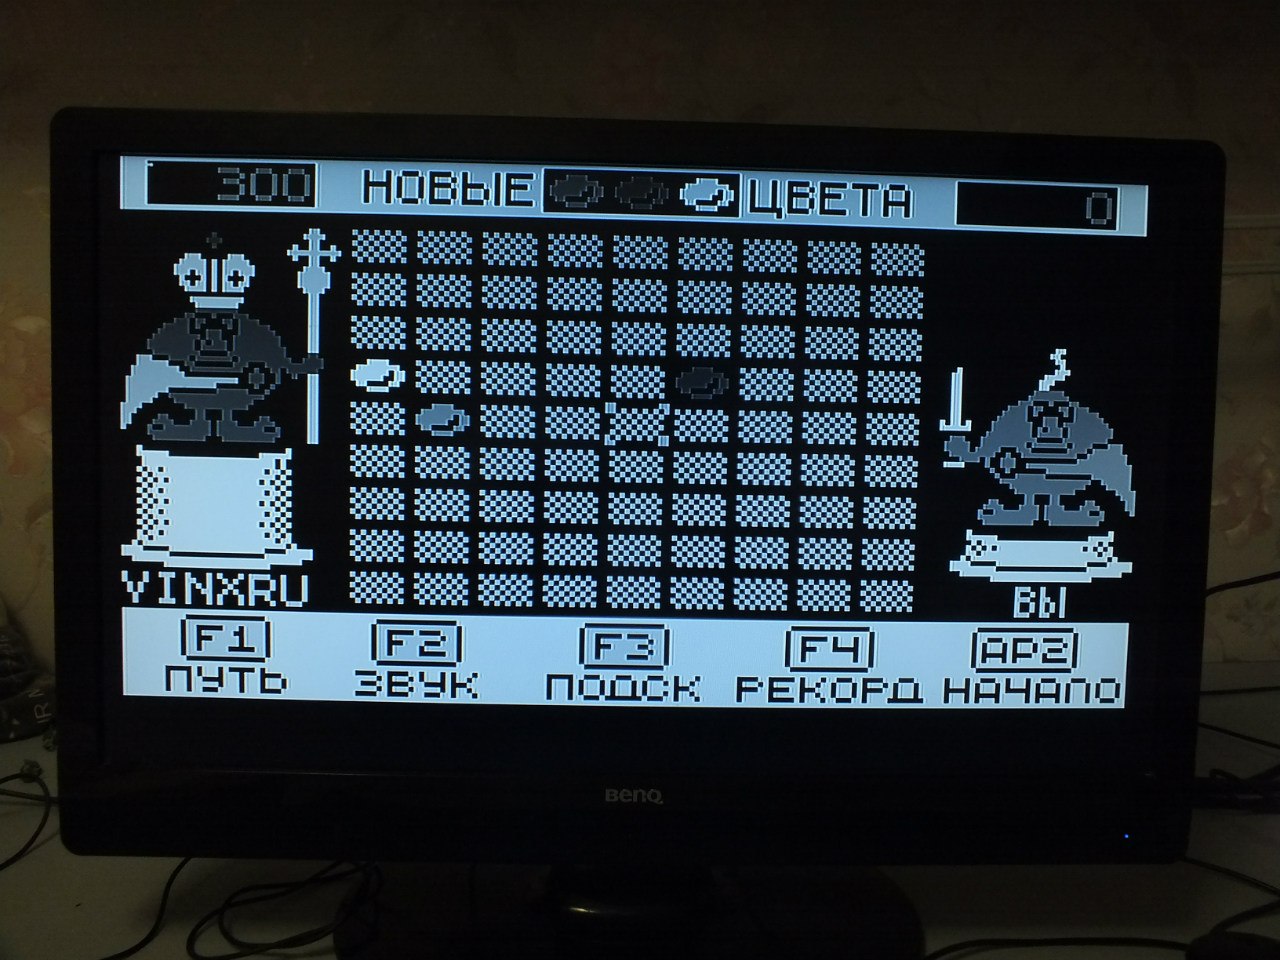 300 НОВЫЕ ЦВЕТА 0
VINXRU
ВЫ
F1 F2 F3 F4 АР2
ПУТЬ ЗВУК ПОДСК РЕКОРД НАЧАЛО
BenQ